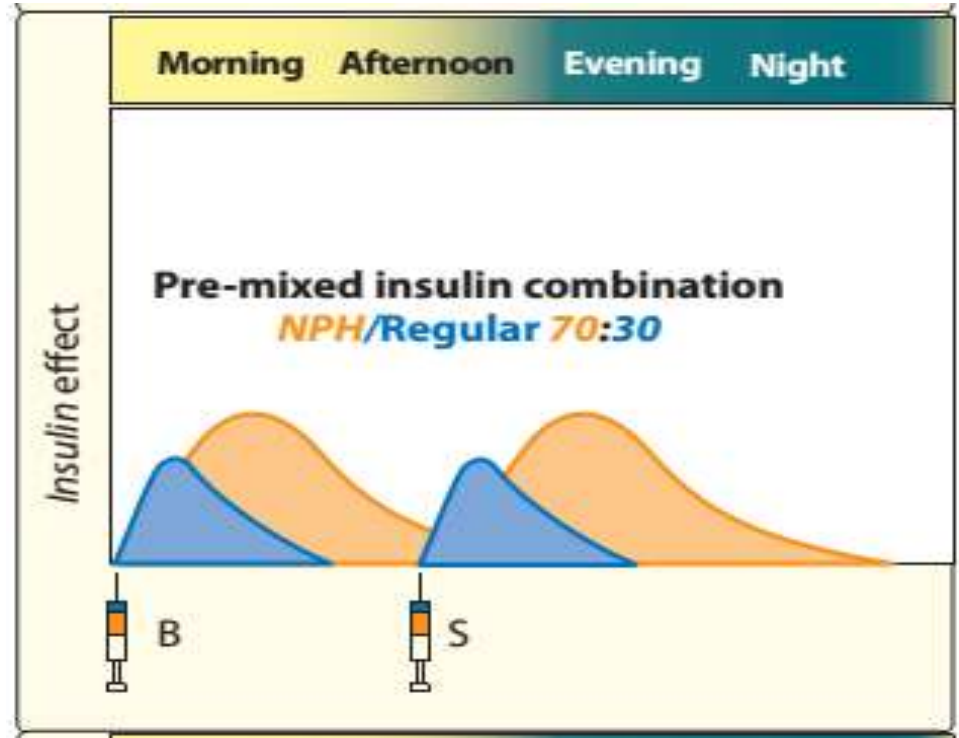 Morning Afternoon Evening Night
Pre-mixed insulin combination
NPH/Regular 70:30
Insulin effect
B
S